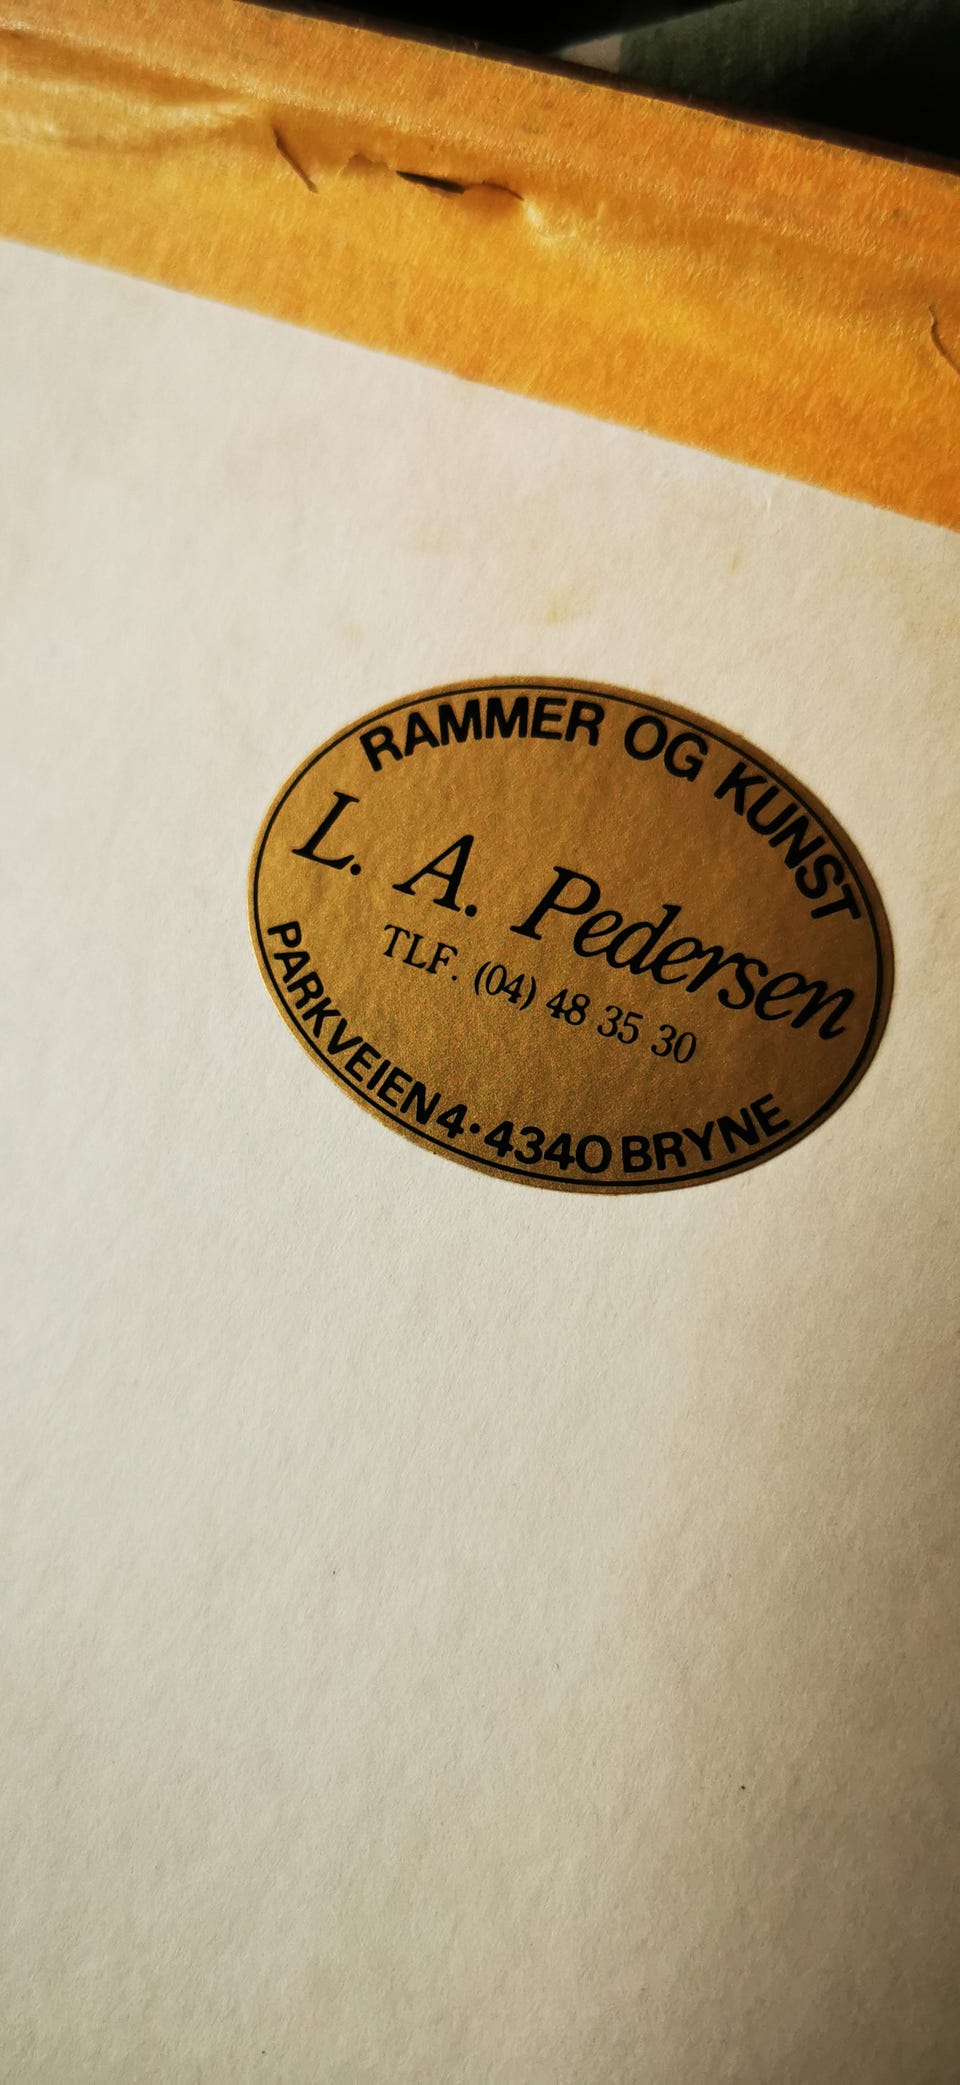 RAMMER OG KUNST
L. A. Pedersen
TLF. (04) 48 35 30
PARKVEIEN 4 · 4340 BRYNE